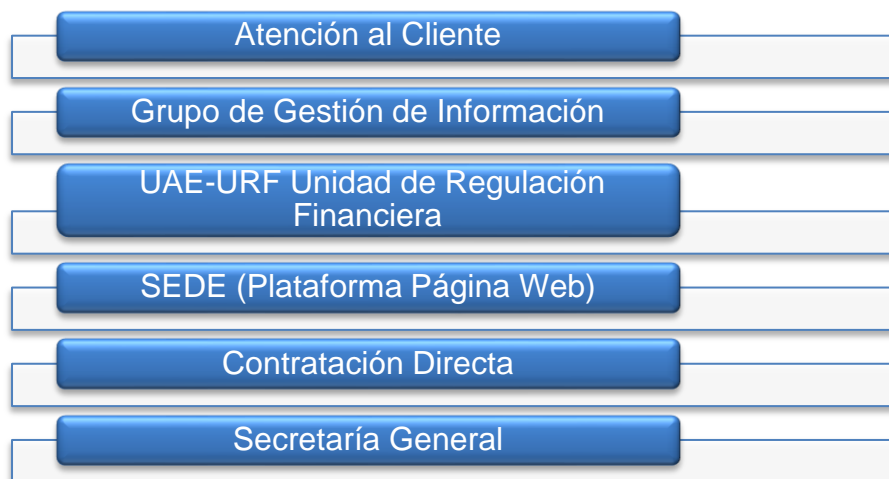 Atención al Cliente
Grupo de Gestión de Información
UAE-URF Unidad de Regulación
Financiera
SEDE (Plataforma Página Web)
Contratación Directa
Secretaría General